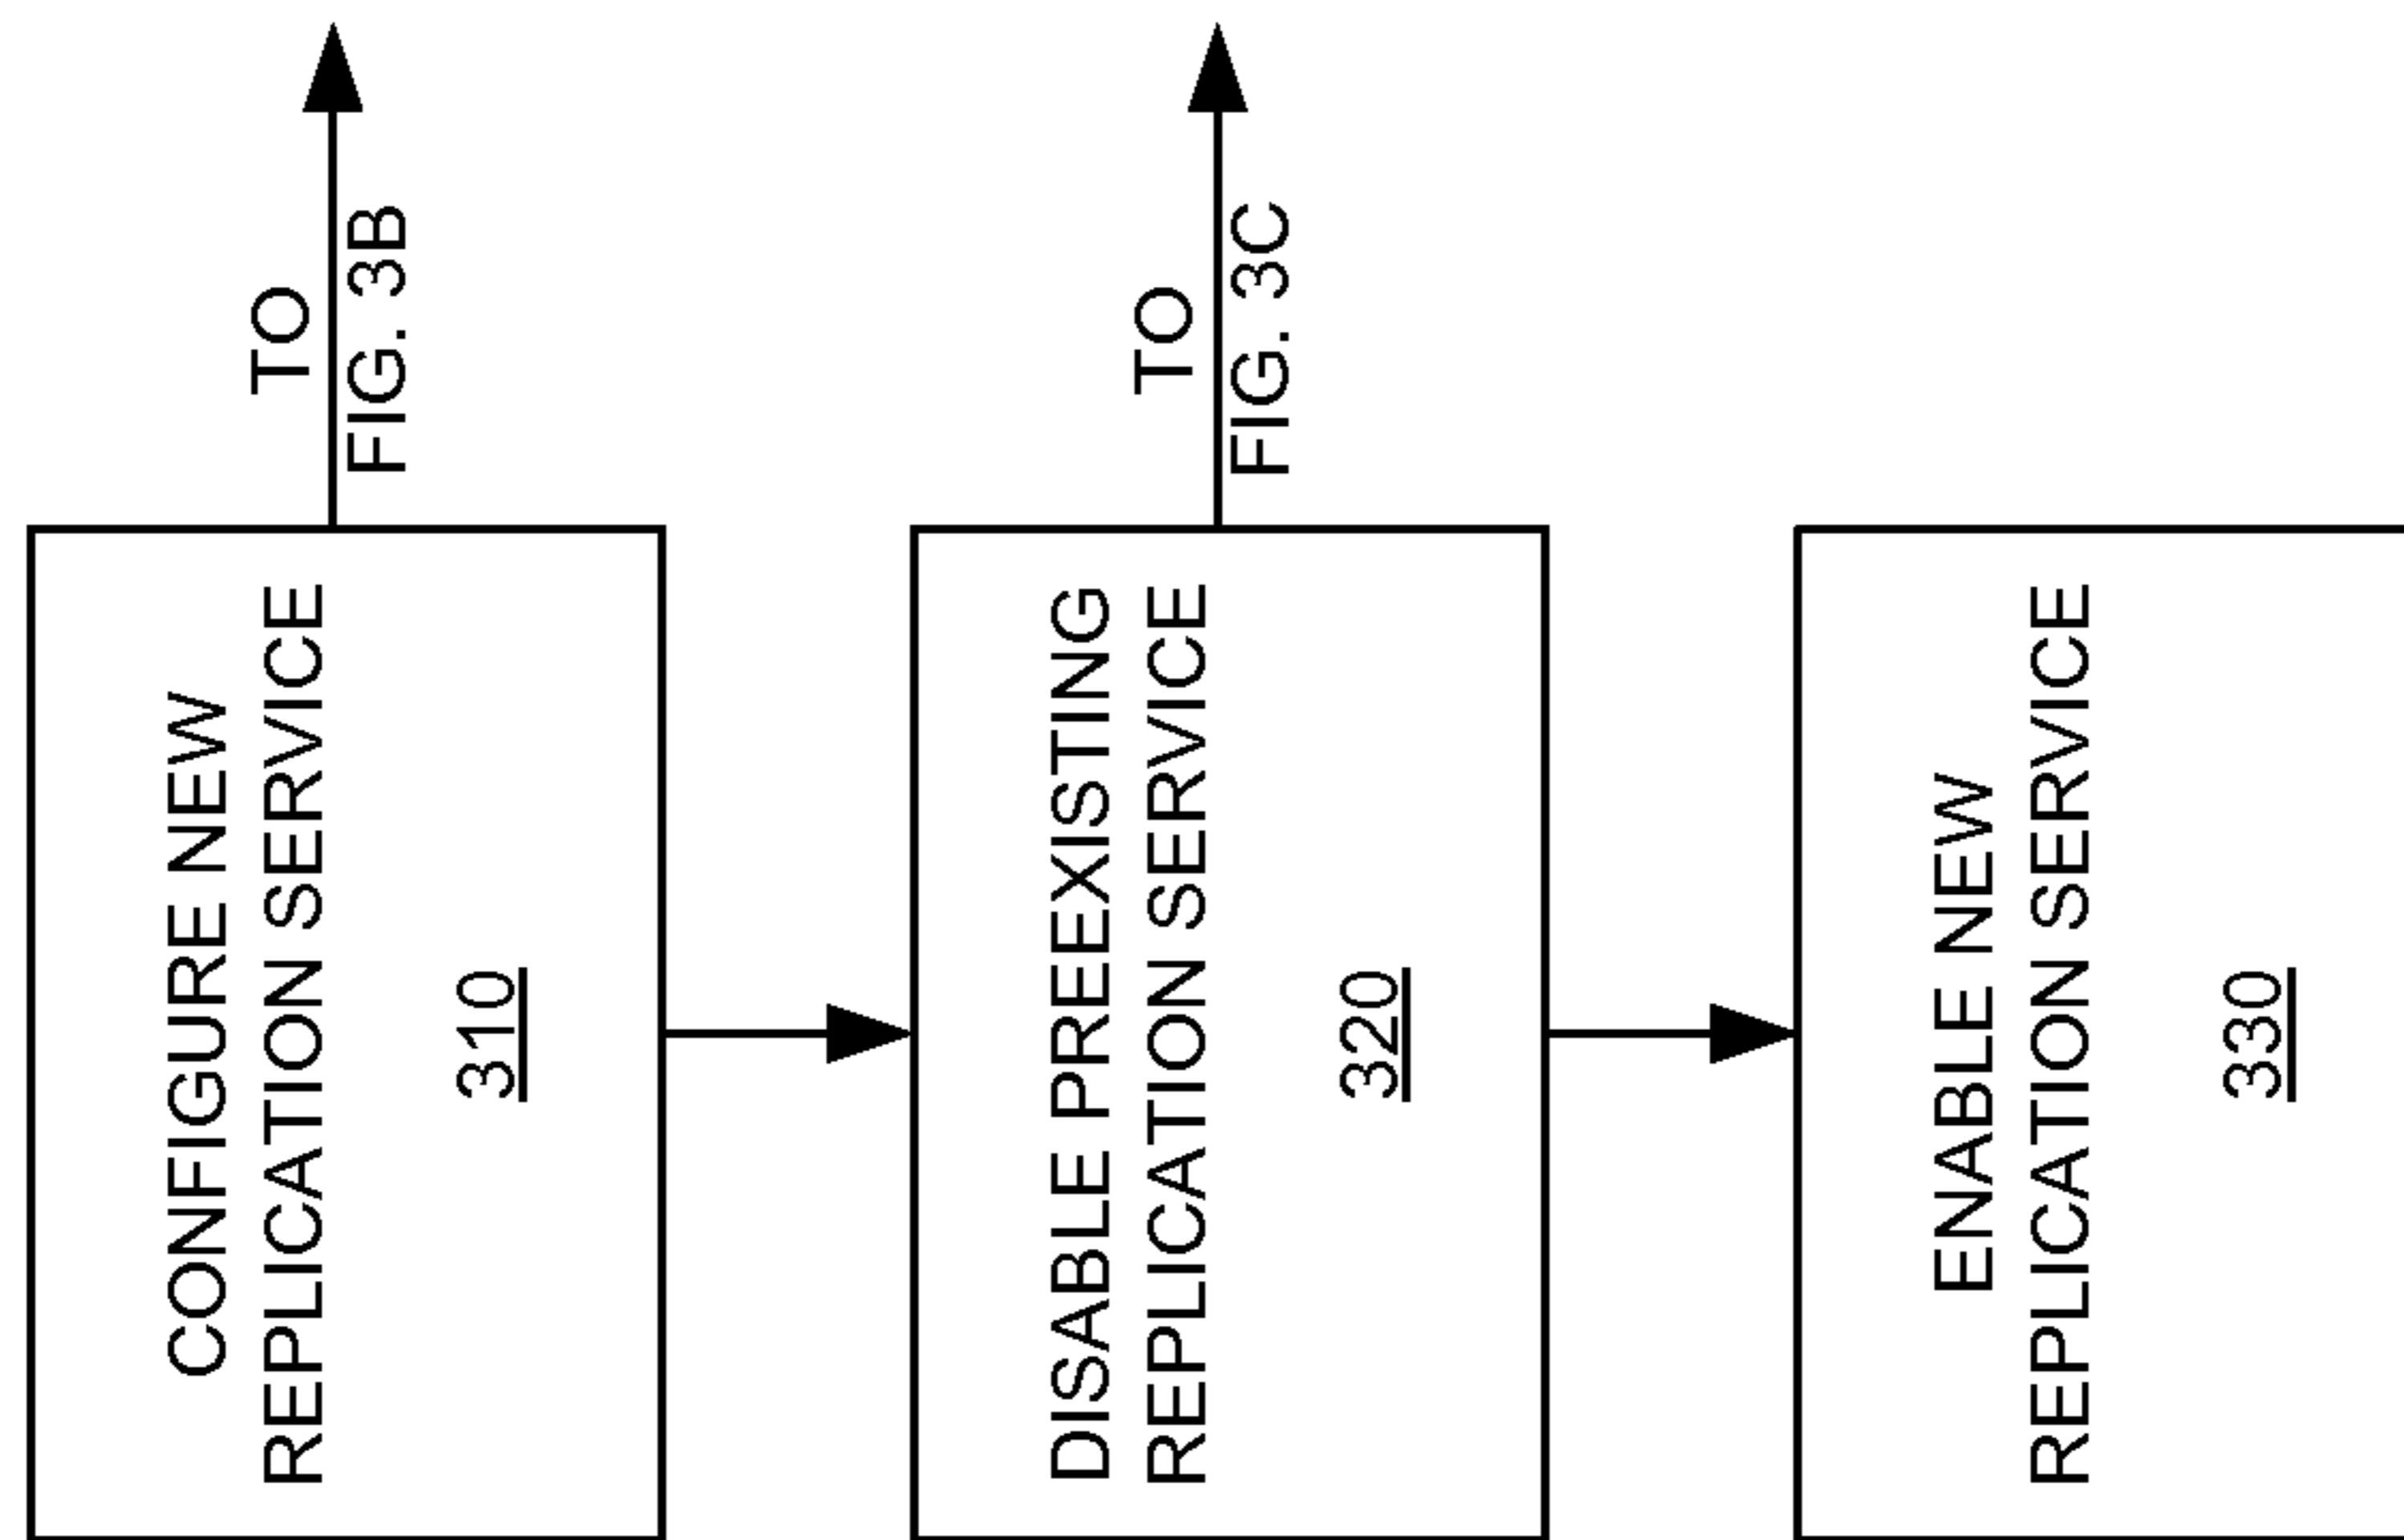 CONFIGURE NEW
REPLICATION SERVICE
310
TO
FIG. 3B
DISABLE PREEXISTING
REPLICATION SERVICE
320
TO
FIG. 3C
ENABLE NEW
REPLICATION SERVICE
330